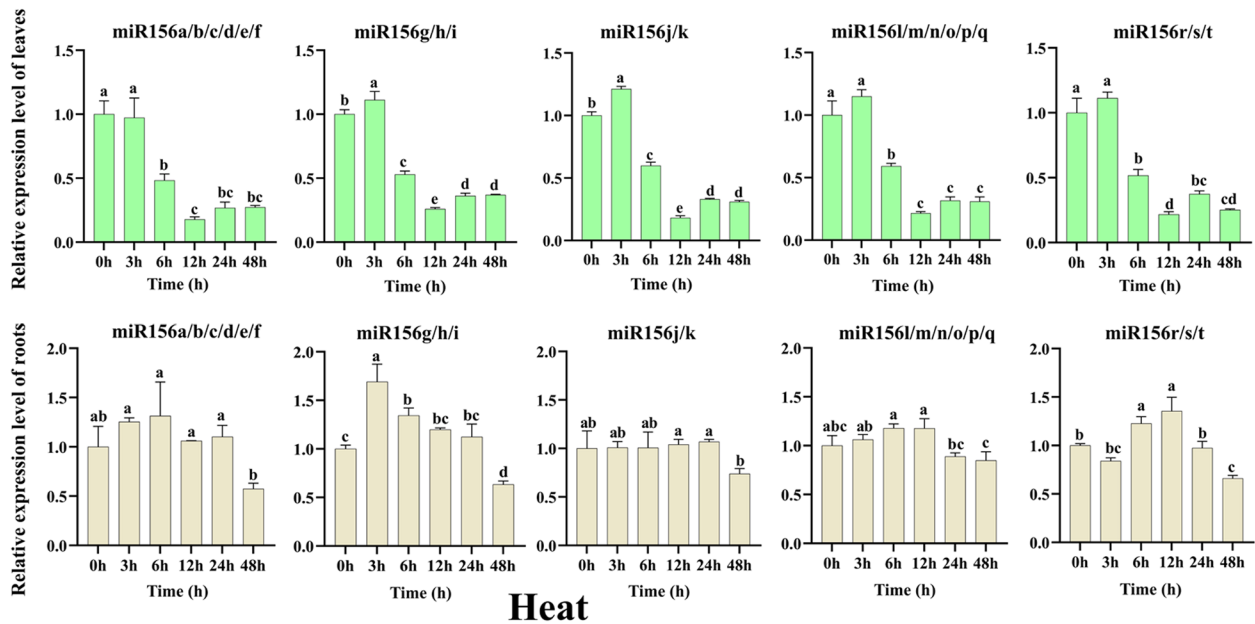 miR156a/b/c/d/e/f miR156g/h/i miR156j/k miR156l/m/n/o/p/q miR156r/s/t
Relative expression level of leaves
1.5 1.0 0.5 0.0
a a b c bc bc
0h 3h 6h 12h 24h 48h
Time (h)
1.5 1.0 0.5 0.0
b a c e d d
0h 3h 6h 12h 24h 48h
Time (h)
1.5 1.0 0.5 0.0
b a c e d d
0h 3h 6h 12h 24h 48h
Time (h)
1.5 1.0 0.5 0.0
a a b c c c
0h 3h 6h 12h 24h 48h
Time (h)
1.5 1.0 0.5 0.0
a a b d bc cd
0h 3h 6h 12h 24h 48h
Time (h)
miR156a/b/c/d/e/f miR156g/h/i miR156j/k miR156l/m/n/o/p/q miR156r/s/t
Relative expression level of roots
2.0 1.5 1.0 0.5 0.0
ab a a a a b
0h 3h 6h 12h 24h 48h
Time (h)
2.0 1.5 1.0 0.5 0.0
c a b bc bc d
0h 3h 6h 12h 24h 48h
Time (h)
2.0 1.5 1.0 0.5 0.0
ab ab ab a a b
0h 3h 6h 12h 24h 48h
Time (h)
2.0 1.5 1.0 0.5 0.0
abc ab a a bc c
0h 3h 6h 12h 24h 48h
Time (h)
2.0 1.5 1.0 0.5 0.0
b bc a a b c
0h 3h 6h 12h 24h 48h
Time (h)
Heat